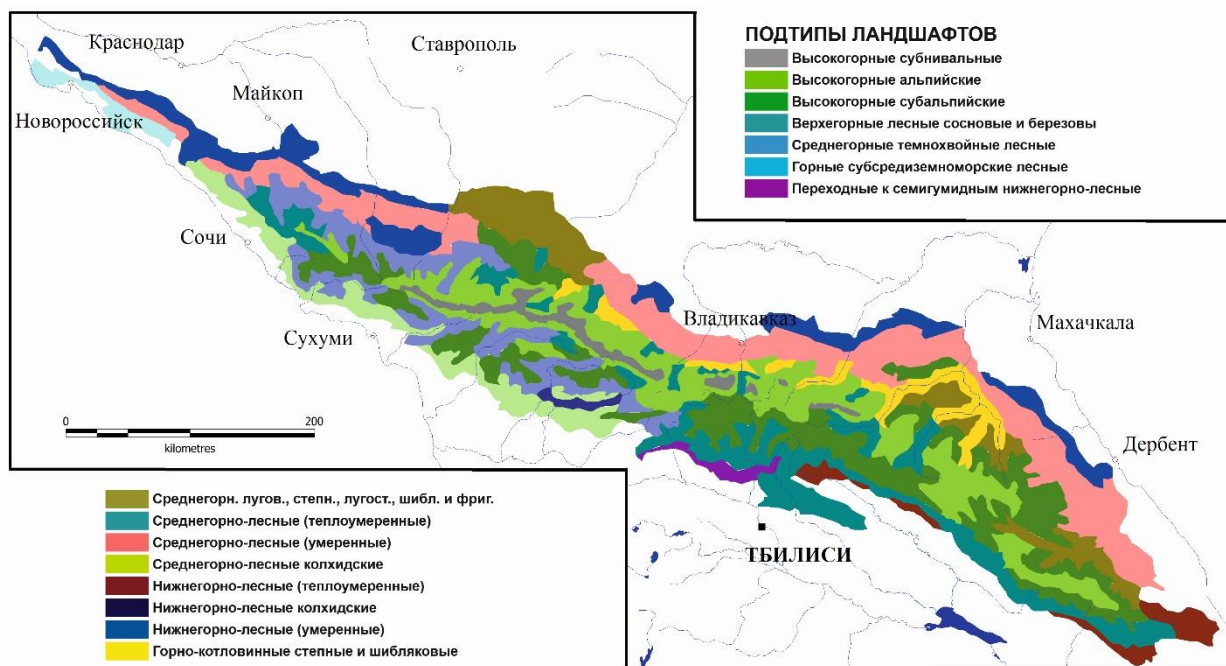 Краснодар
Ставрополь
Майкоп
Новороссийск
Сочи
Сухуми
Владикавказ
Махачкала
Дербент
ТБИЛИСИ
0 200
kilometres
ПОДТИПЫ ЛАНДШАФТОВ
Высокогорные субнивальные
Высокогорные альпийские
Высокогорные субальпийские
Верхегорные лесные сосновые и березовы
Среднегорные темнохвойные лесные
Горные субсредиземноморские лесные
Переходные к семигумидным нижнегорно-лесные
Среднегорн. лугов., степн., лугост., шибл. и фриг.
Среднегорно-лесные (теплоумеренные)
Среднегорно-лесные (умеренные)
Среднегорно-лесные колхидские
Нижнегорно-лесные (теплоумеренные)
Нижнегорно-лесные колхидские
Нижнегорно-лесные (умеренные)
Горно-котловинные степные и шибляковые